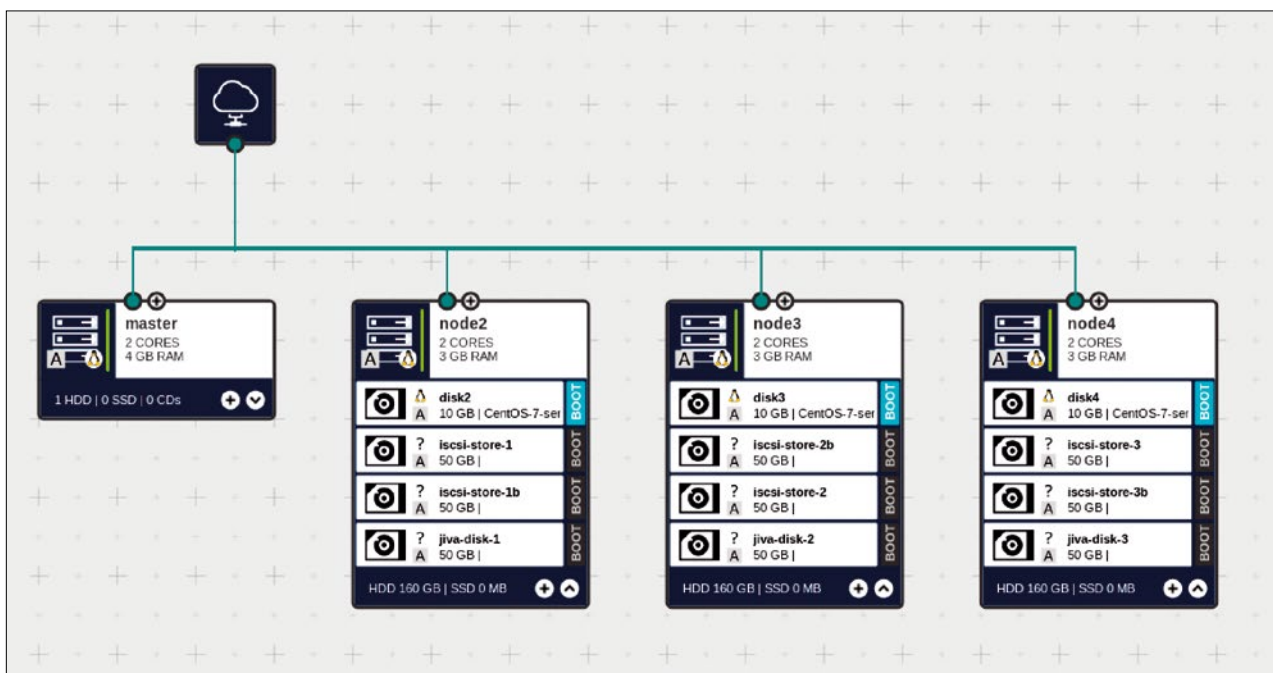 master
2 CORES
4 GB RAM
A
1 HDD | 0 SSD | 0 CDs
node2
2 CORES
3 GB RAM
A
disk2
A 10 GB | CentOS-7-ser
BOOT
? iscsi-store-1
A 50 GB |
BOOT
? iscsi-store-1b
A 50 GB |
BOOT
? jiva-disk-1
A 50 GB |
BOOT
HDD 160 GB | SSD 0 MB
node3
2 CORES
3 GB RAM
A
disk3
A 10 GB | CentOS-7-ser
BOOT
? iscsi-store-2b
A 50 GB |
BOOT
? iscsi-store-2
A 50 GB |
BOOT
? jiva-disk-2
A 50 GB |
BOOT
HDD 160 GB | SSD 0 MB
node4
2 CORES
3 GB RAM
A
disk4
A 10 GB | CentOS-7-ser
BOOT
? iscsi-store-3
A 50 GB |
BOOT
? iscsi-store-3b
A 50 GB |
BOOT
? jiva-disk-3
A 50 GB |
BOOT
HDD 160 GB | SSD 0 MB